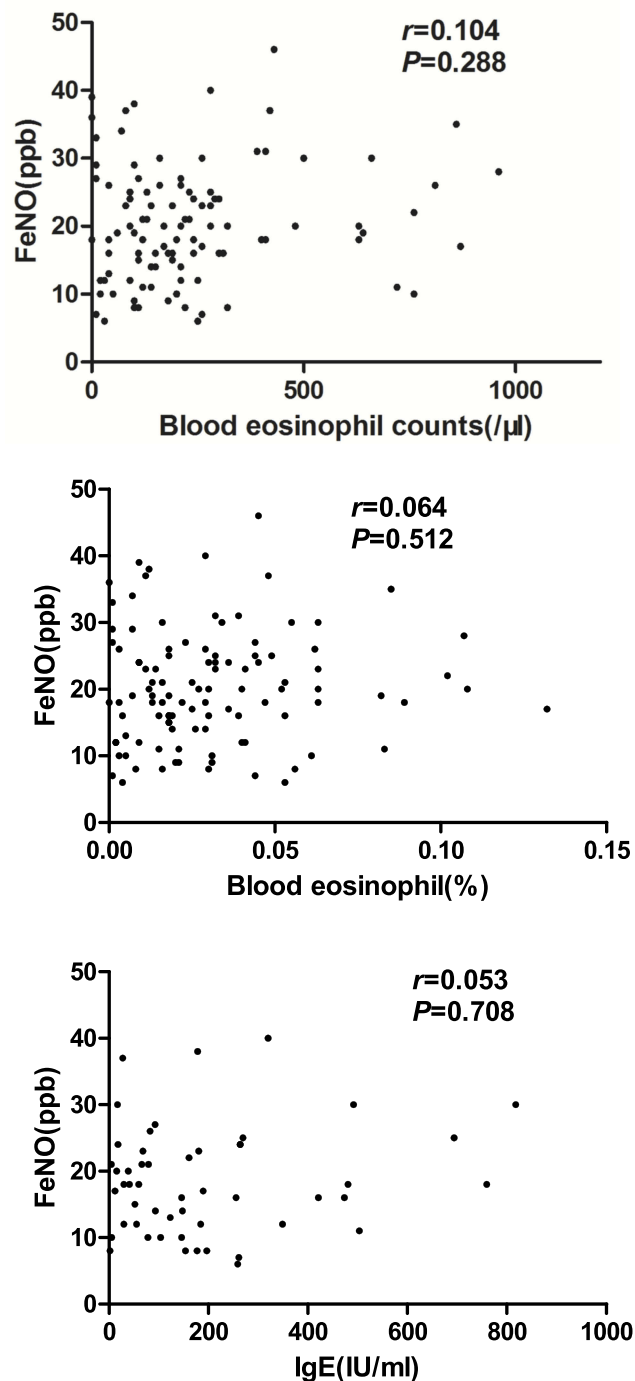 r=0.104
P=0.288
50
40
30
20
10
0
FeNO(ppb)
0 500 1000
Blood eosinophil counts(/μl)
r=0.064
P=0.512
50
40
30
20
10
0
FeNO(ppb)
0.00 0.05 0.10 0.15
Blood eosinophil(%)
r=0.053
P=0.708
50
40
30
20
10
0
FeNO(ppb)
0 200 400 600 800 1000
IgE(IU/ml)